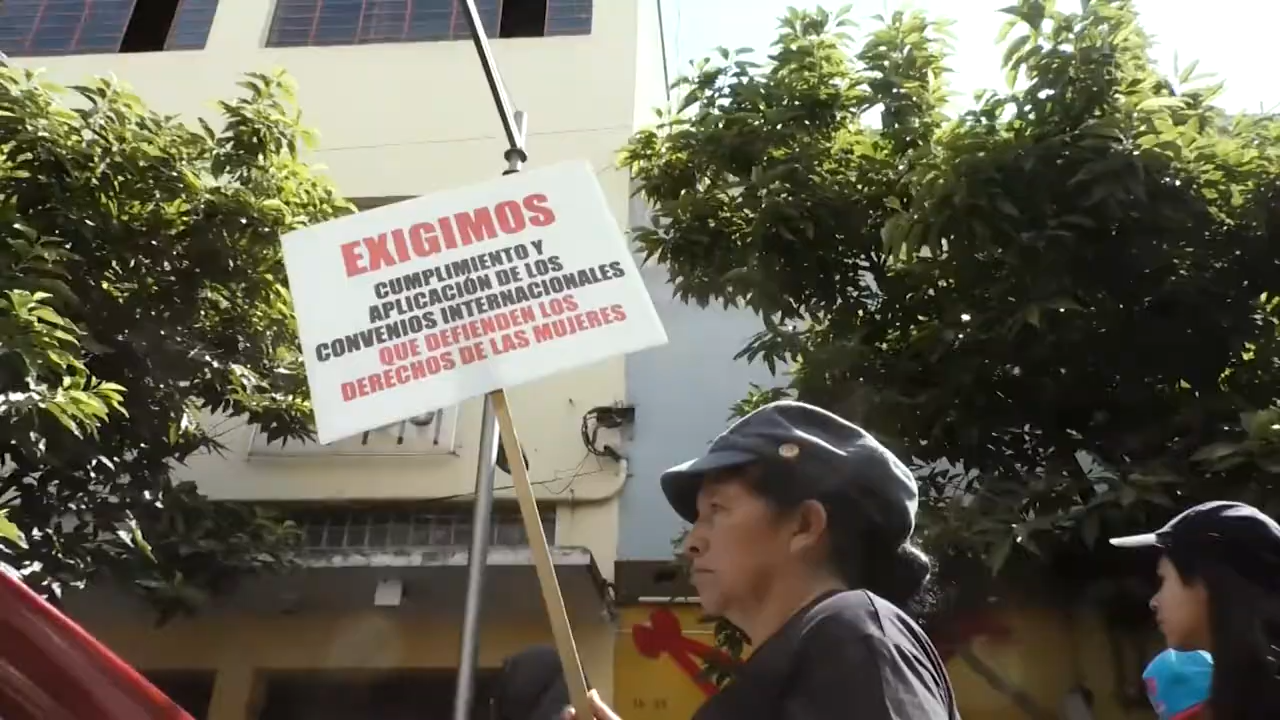 EXIGIMOS
CUMPLIMIENTO Y
APLICACIÓN DE LOS
CONVENIOS INTERNACIONALES
QUE DEFIENDEN LOS
DERECHOS DE LAS MUJERES